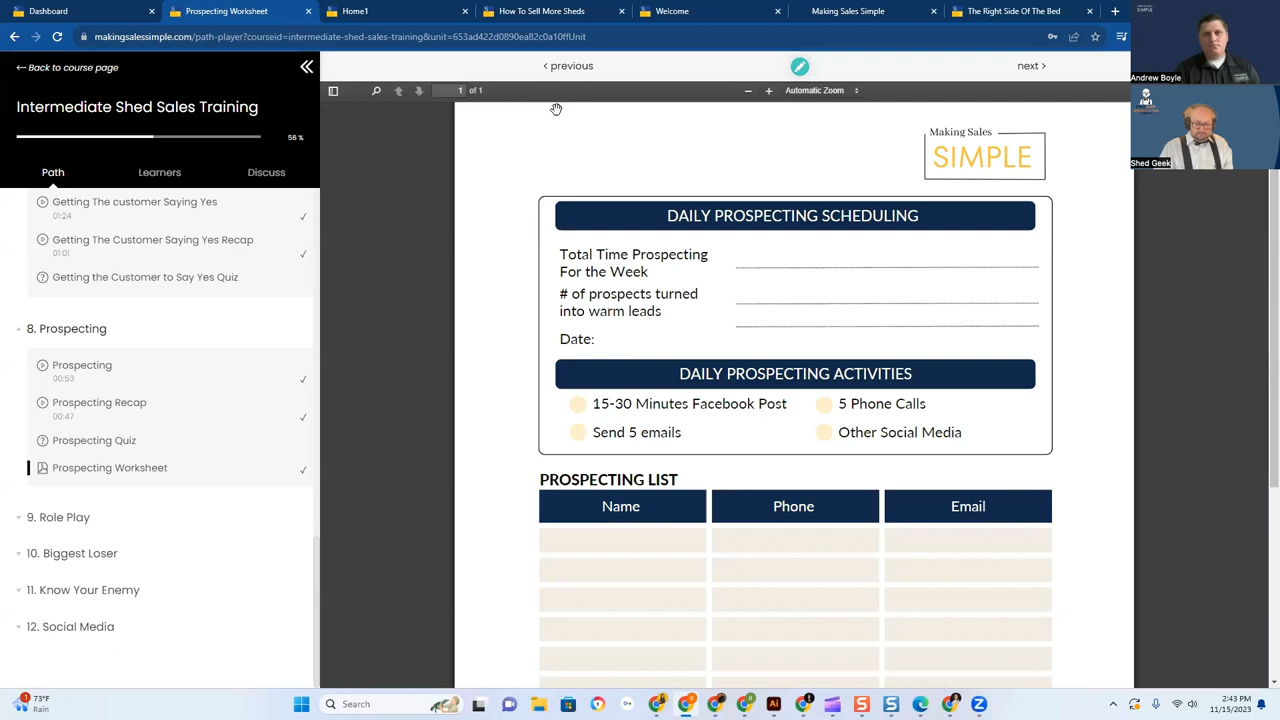 Dashboard
Prospecting Worksheet
Home1
How To Sell More Sheds
Welcome
Making Sales Simple
The Right Side Of The Bed
makingsalessimple.com/path-player?courseid=intermediate-shed-sales-training&unit=653ad422d0890ea82c0a10ffUnit
SIMPLE
Andrew Boyle
Shed Geek
Back to course page
Intermediate Shed Sales Training
56 %
Path
Learners
Discuss
Getting The customer Saying Yes
01:24
Getting The Customer Saying Yes Recap
01:01
Getting the Customer to Say Yes Quiz
8. Prospecting
Prospecting
00:53
Prospecting Recap
00:47
Prospecting Quiz
Prospecting Worksheet
9. Role Play
10. Biggest Loser
11. Know Your Enemy
12. Social Media
previous
next
1 of 1
Automatic Zoom
Making Sales
SIMPLE
DAILY PROSPECTING SCHEDULING
Total Time Prospecting
For the Week
# of prospects turned
into warm leads
Date:
DAILY PROSPECTING ACTIVITIES
15-30 Minutes Facebook Post
5 Phone Calls
Send 5 emails
Other Social Media
PROSPECTING LIST
Name
Phone
Email
1
73°F
Rain
Search
2:43 PM
11/15/2023